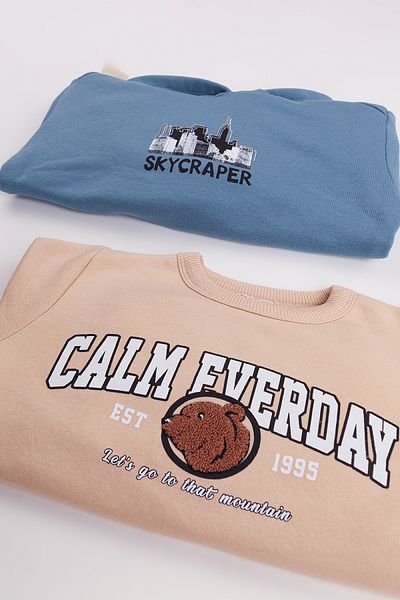 SKYCRAPER
CALM EVERDAY
EST
1995
Let's go to that mountain